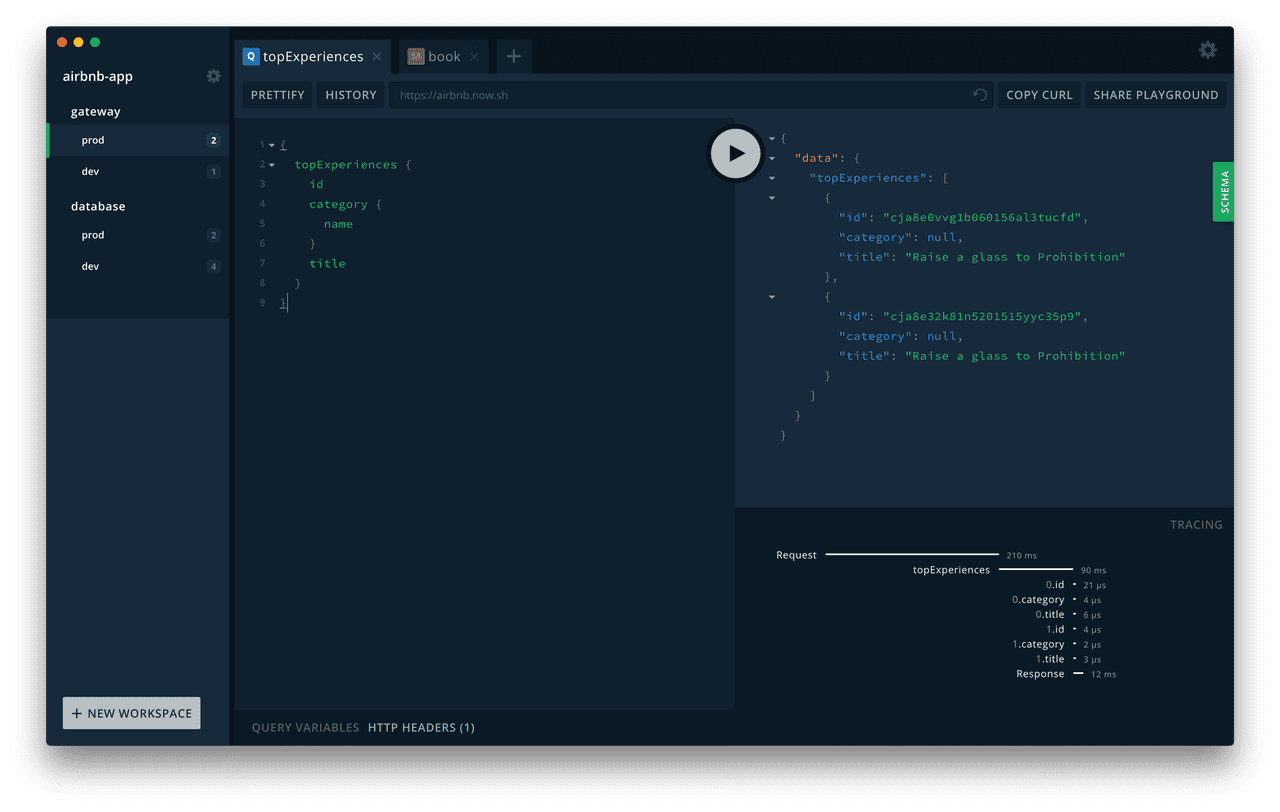 airbnb-app
gateway
prod 2
dev 1
database
prod 2
dev 4
+ NEW WORKSPACE
Q topExperiences × M book × +
PRETTIFY HISTORY https://airbnb.now.sh COPY CURL SHARE PLAYGROUND
1 {
2 topExperiences {
3 id
4 category {
5 name
6 }
7 title
8 }
9 }
QUERY VARIABLES HTTP HEADERS (1)
{
"data": {
"topExperiences": [
{
"id": "cja8e0vvg1b060156al3tucfd",
"category": null,
"title": "Raise a glass to Prohibition"
},
{
"id": "cja8e32k81n5201515yyc35p9",
"category": null,
"title": "Raise a glass to Prohibition"
}
]
}
}
SCHEMA
TRACING
Request 210 ms
topExperiences 90 ms
0.id 21 µs
0.category 4 µs
0.title 6 µs
1.id 4 µs
1.category 2 µs
1.title 3 µs
Response 12 ms